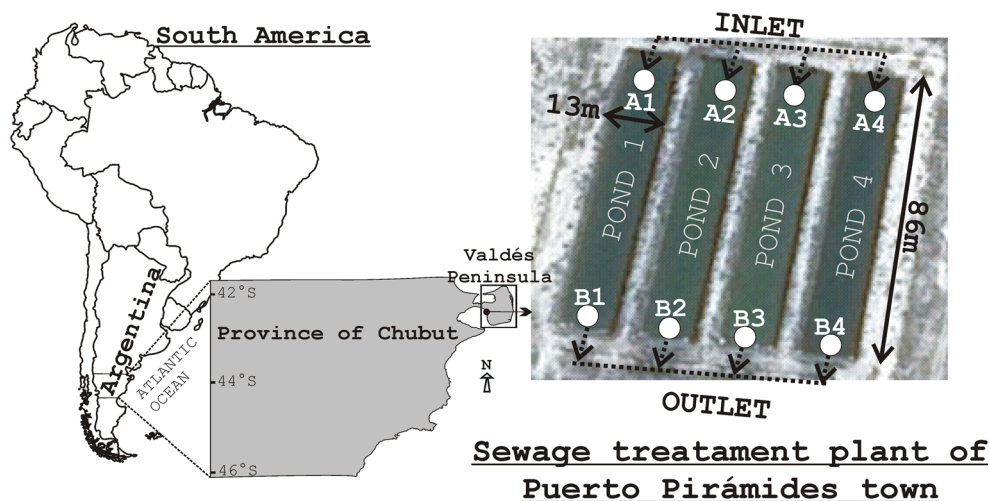 South America
Argentina
ATLANTIC
OCEAN
42°S
44°S
46°S
Province of Chubut
Valdés
Peninsula
N
INLET
A1
A2
A3
A4
13m
86m
POND 1
POND 2
POND 3
POND 4
B1
B2
B3
B4
OUTLET
Sewage treatament plant of
Puerto Pirámides town